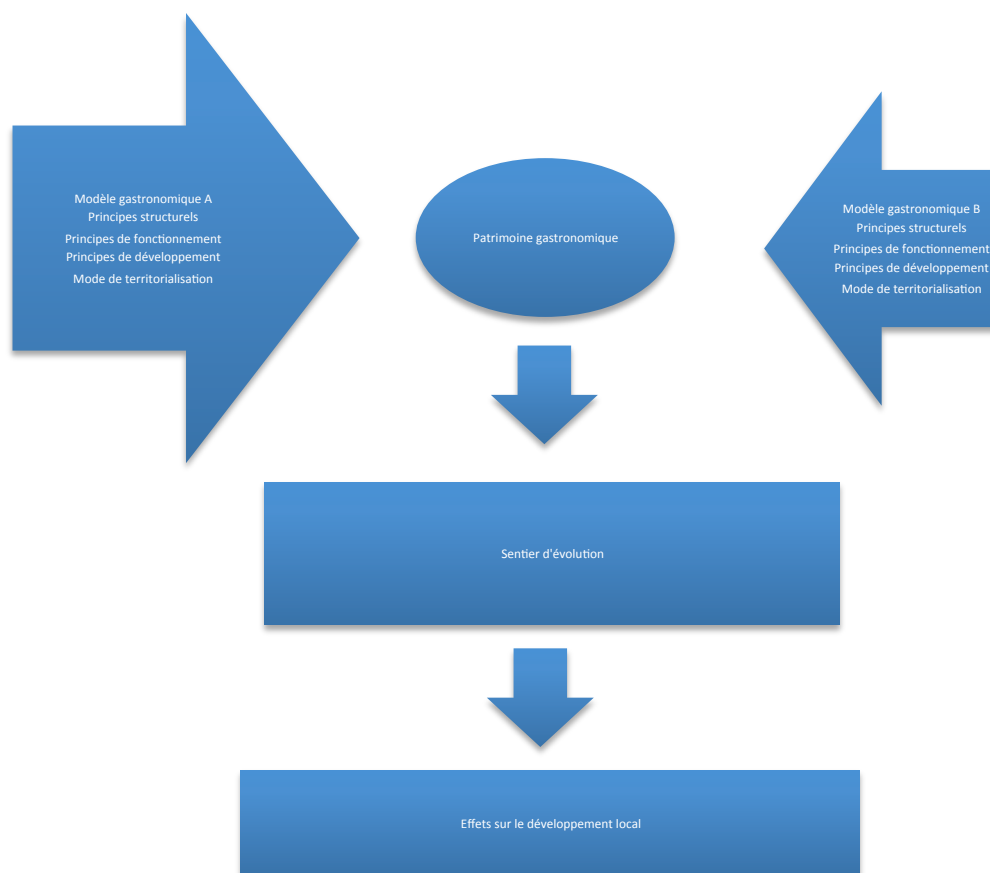 Modèle gastronomique A
Principes structurels
Principes de fonctionnement
Principes de développement
Mode de territorialisation
Patrimoine gastronomique
Modèle gastronomique B
Principes structurels
Principes de fonctionnement
Principes de développement
Mode de territorialisation
Sentier d'évolution
Effets sur le développement local